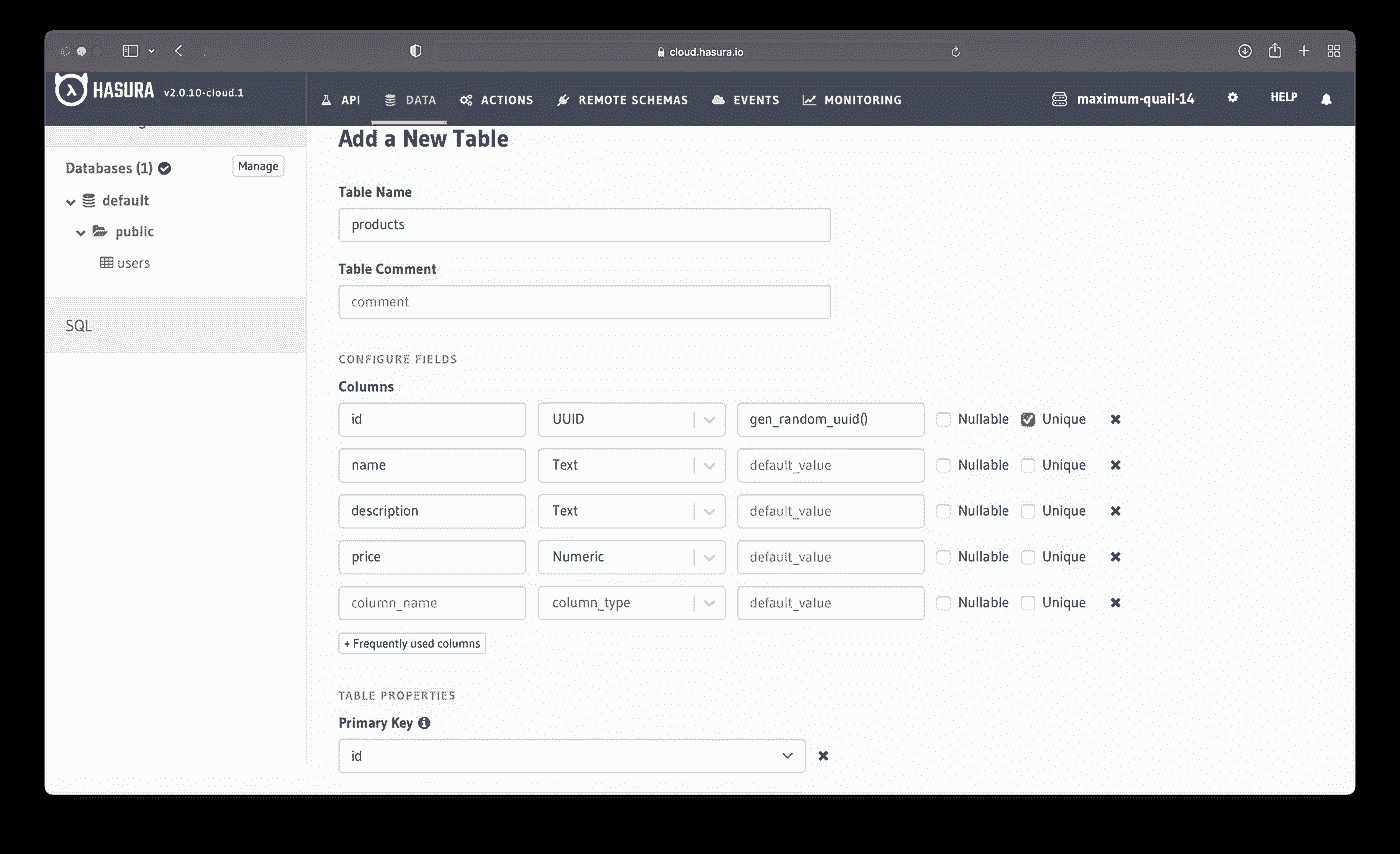 cloud.hasura.io
HASURA v2.0.10-cloud.1 API DATA ACTIONS REMOTE SCHEMAS EVENTS MONITORING maximum-quail-14 HELP
Add a New Table
Databases (1) Manage
default
public
users
SQL
Table Name
products
Table Comment
comment
CONFIGURE FIELDS
Columns
id UUID gen_random_uuid() Nullable Unique
name Text default_value Nullable Unique
description Text default_value Nullable Unique
price Numeric default_value Nullable Unique
column_name column_type default_value Nullable Unique
+ Frequently used columns
TABLE PROPERTIES
Primary Key
id